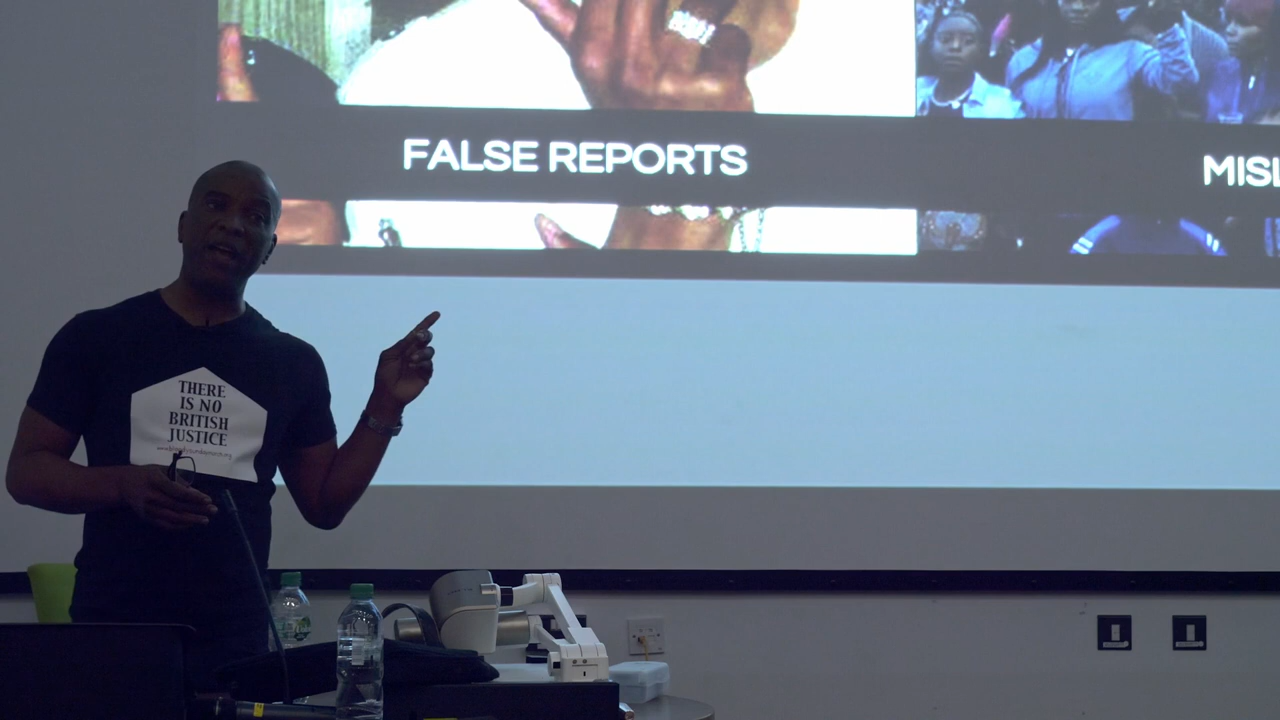 FALSE REPORTS
MISL
THERE
IS NO
BRITISH
JUSTICE